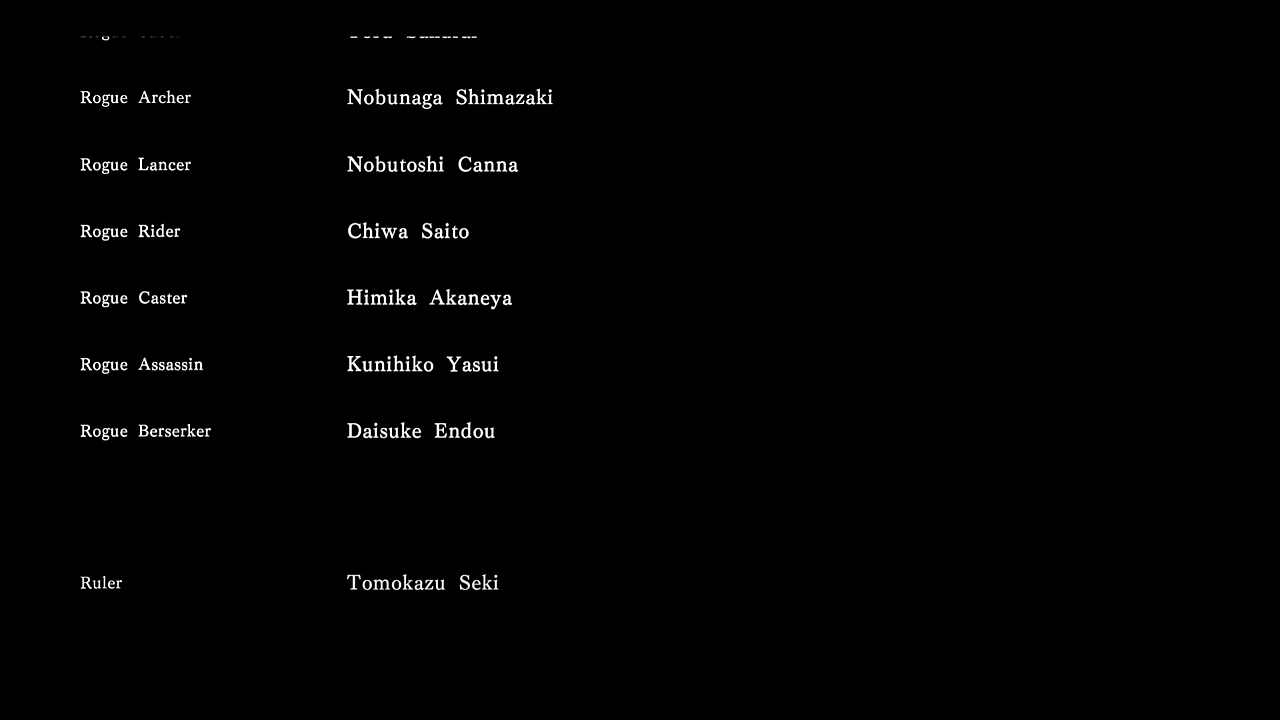 Rogue Archer Nobunaga Shimazaki
Rogue Lancer Nobutoshi Canna
Rogue Rider Chiwa Saito
Rogue Caster Himika Akaneya
Rogue Assassin Kunihiko Yasui
Rogue Berserker Daisuke Endou
Ruler Tomokazu Seki